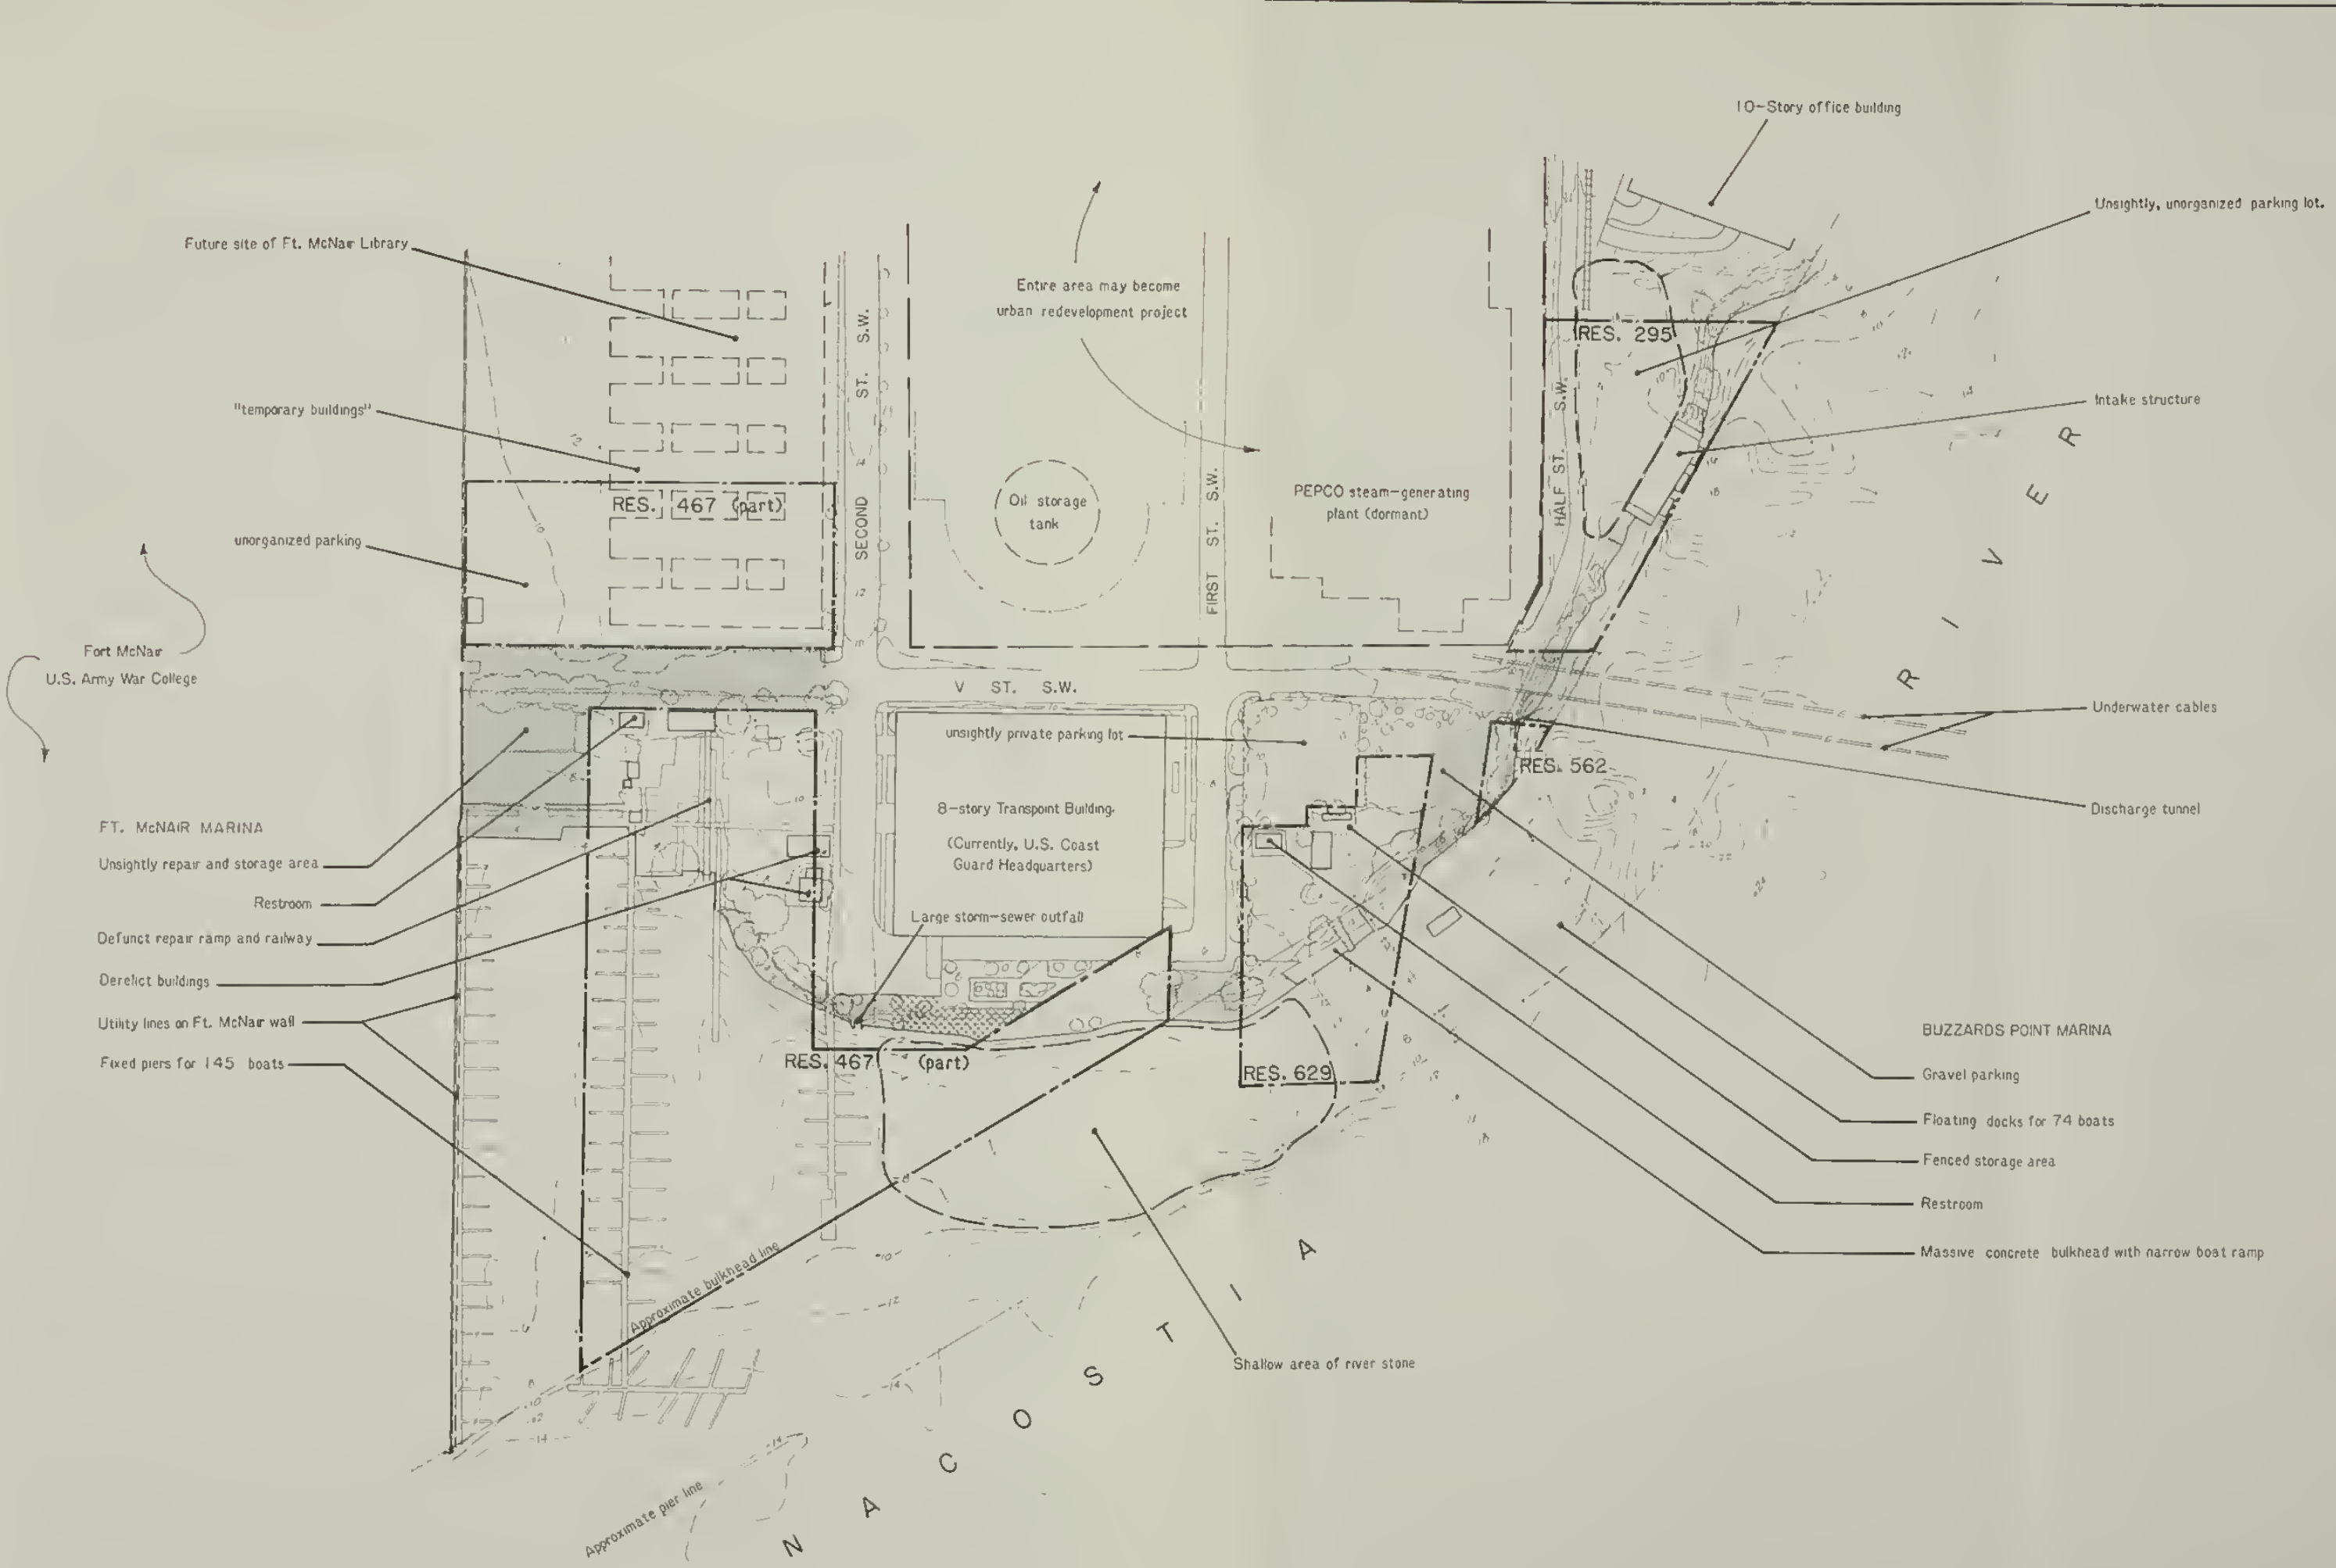 10-Story office building
Unsightly, unorganized parking lot.
Future site of Ft. McNair Library
Entire area may become
urban redevelopment project
RES. 295
"temporary buildings"
Intake structure
SECOND ST. S.W.
FIRST ST. S.W.
HALF ST. S.W.
RES. 467 (part)
Oil storage
tank
PEPCO steam-generating
plant (dormant)
unorganized parking
Fort McNair
U.S. Army War College
V ST. S.W.
Underwater cables
unsightly private parking lot
RES. 562
Discharge tunnel
8-story Transpoint Building.
(Currently, U.S. Coast
Guard Headquarters)
FT. McNAIR MARINA
Unsightly repair and storage area
Restroom
Defunct repair ramp and railway
Derelict buildings
Utility lines on Ft. McNair wall
Fixed piers for 145 boats
Large storm-sewer outfall
RES. 467 (part)
RES. 629
BUZZARDS POINT MARINA
Gravel parking
Floating docks for 74 boats
Fenced storage area
Restroom
Massive concrete bulkhead with narrow boat ramp
Approximate bulkhead line
Shallow area of river stone
Approximate pier line
NACOSTIA
RIVER